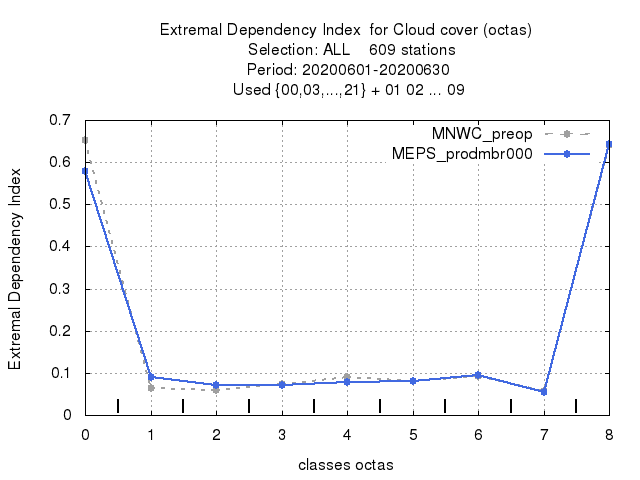 Extremal Dependency Index  for Cloud cover (octas)
Selection: ALL    609 stations
Period: 20200601-20200630
Used {00,03,...,21} + 01 02 ... 09
MNWC_preop
MEPS_prodmbr000
Extremal Dependency Index
0.7
0.6
0.5
0.4
0.3
0.2
0.1
0
0 1 2 3 4 5 6 7 8
classes octas